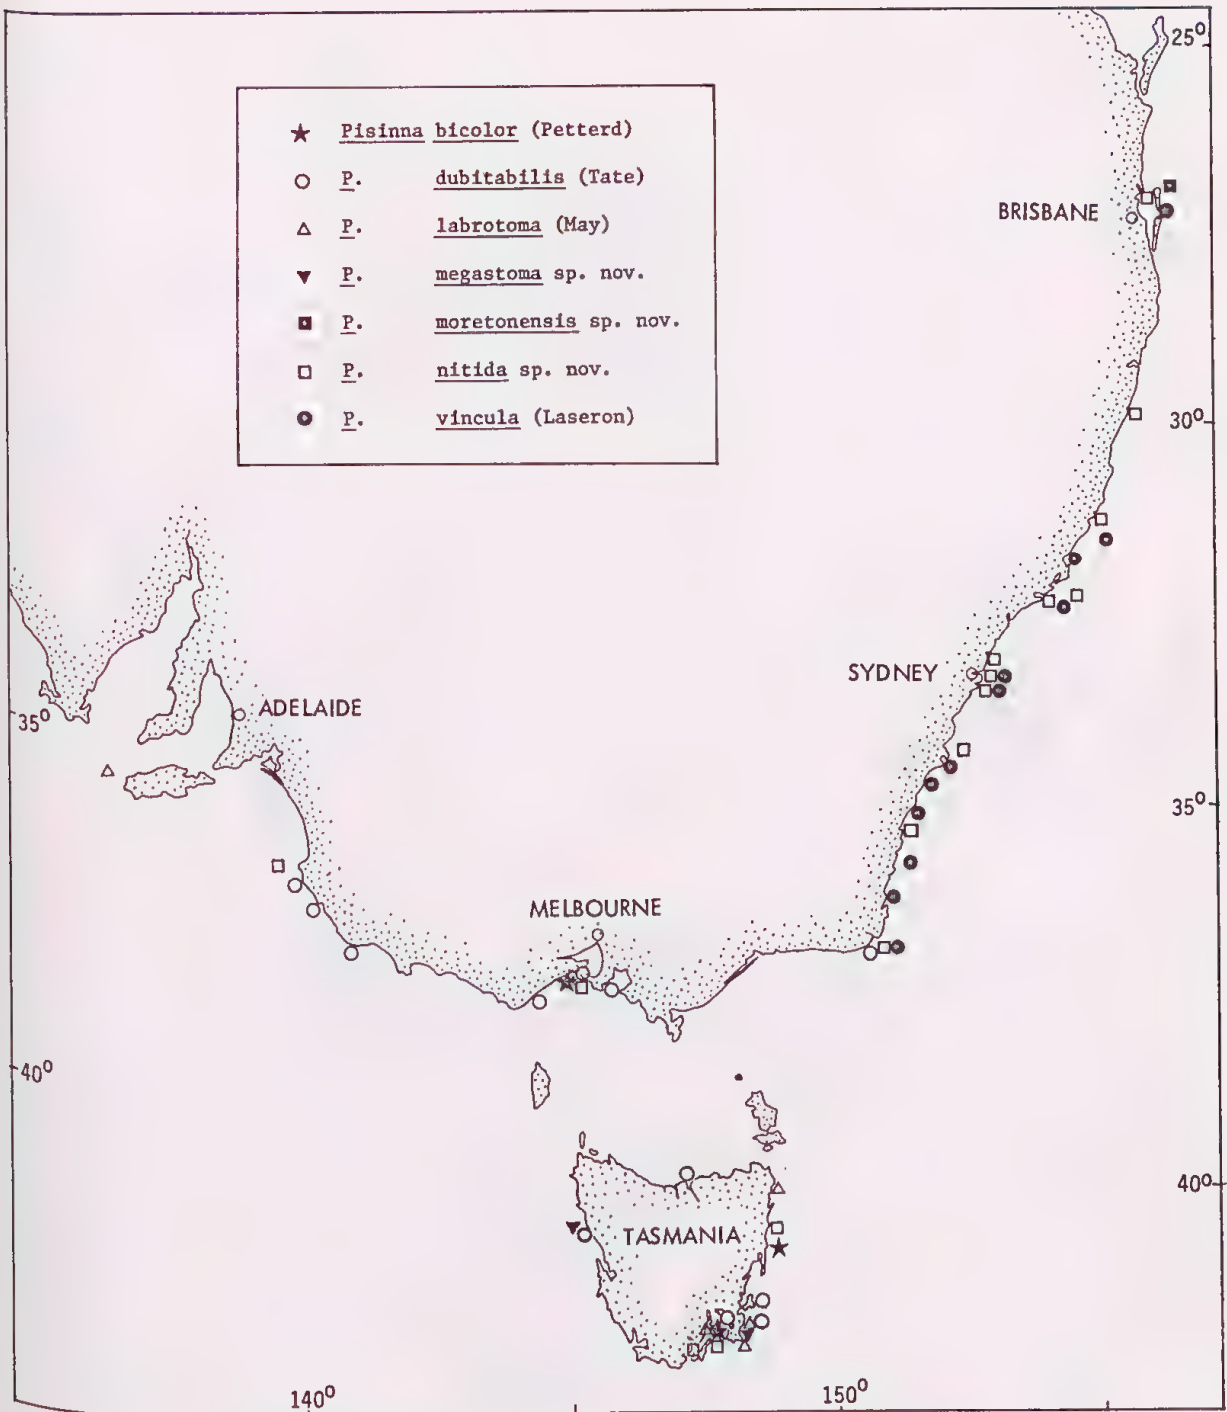 25°
Pisinna bicolor (Petterd)
P. dubitabilis (Tate)
P. labrotoma (May)
P. megastoma sp. nov.
P. moretonensis sp. nov.
P. nitida sp. nov.
P. vincula (Laseron)
BRISBANE
30°
SYDNEY
ADELAIDE
35°
35°
MELBOURNE
40°
40°
TASMANIA
140°
150°